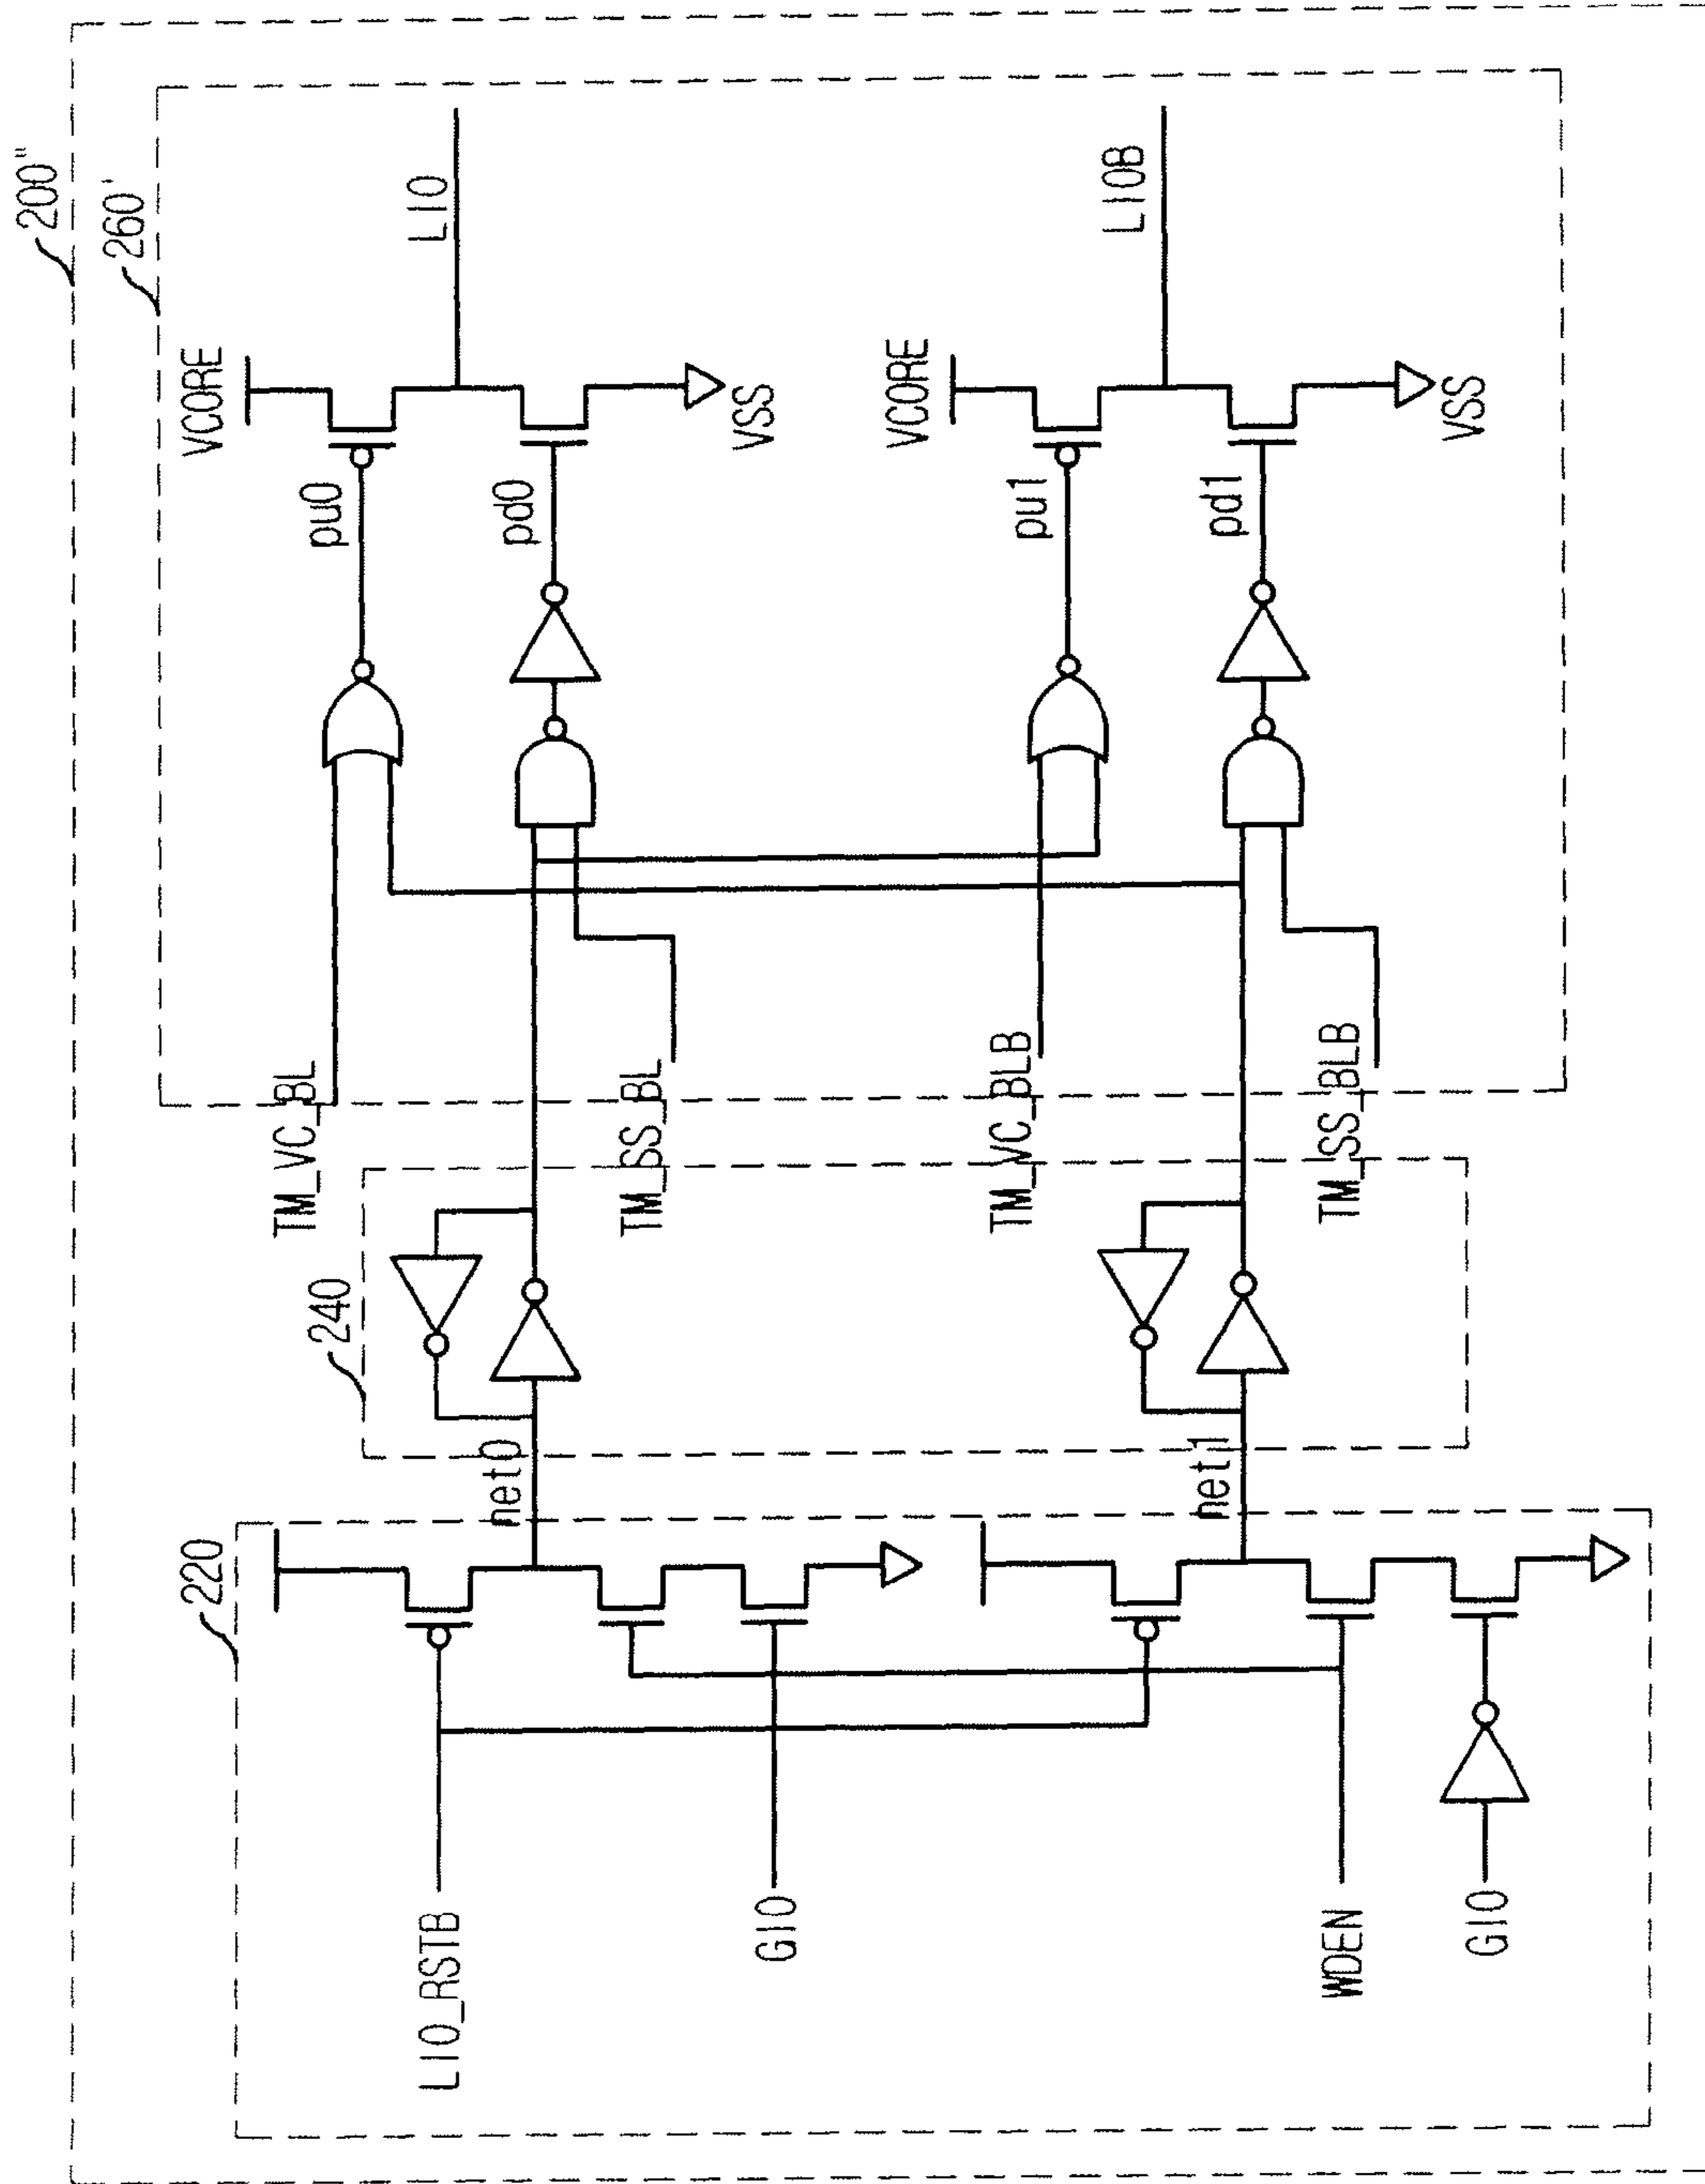 200"
260'
VCORE
LIO
pu0
pd0
VSS
VCORE
LIOB
pu1
pd1
VSS
TM_VC_BL
TM_SS_BL
TM_VC_BLB
TM_SS_BLB
240
net0
net1
220
LIO_RSTB
GIO
WDEN
GIO